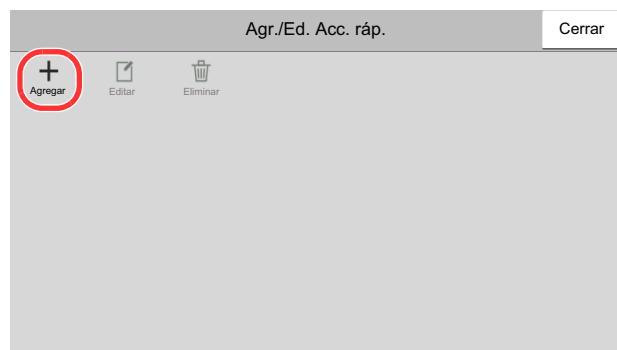 Agr./Ed. Acc. ráp.
Cerrar
Agregar
Editar
Eliminar